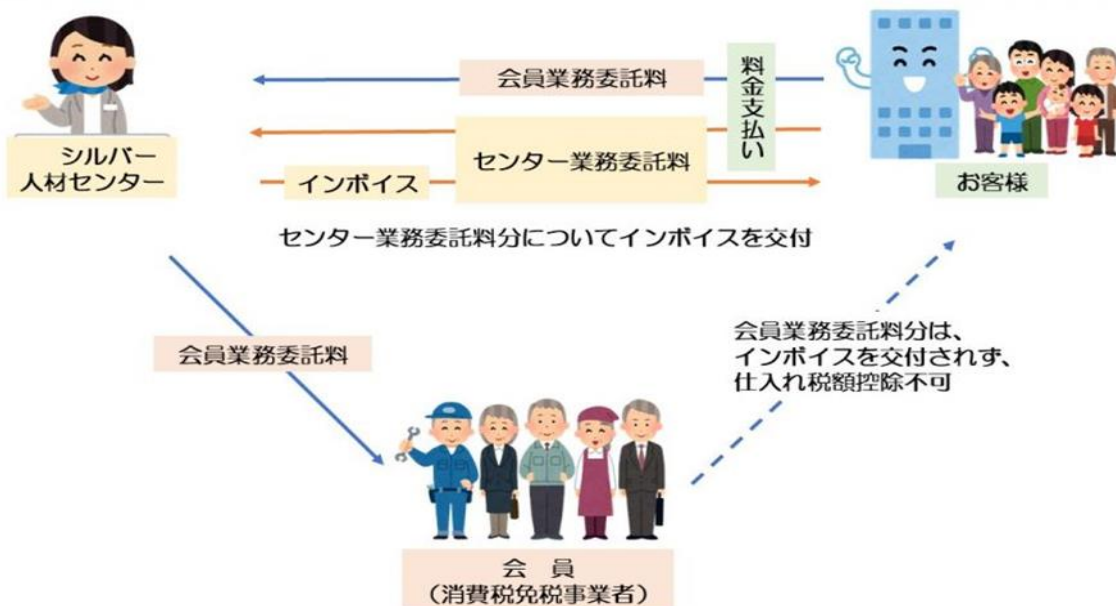 会員業務委託料
料金支払い
センター業務委託料
インボイス
シルバー
人材センター
お客様
センター業務委託料分についてインボイスを交付
会員業務委託料
会員業務委託料分は、
インボイスを交付されず、
仕入れ税額控除不可
会　員
（消費税免税事業者）